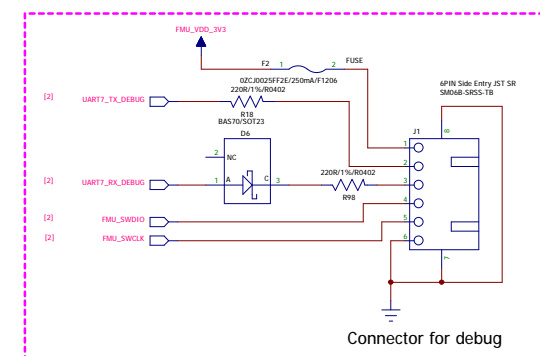 FMU_VDD_3V3
F2 1 2 FUSE
0ZCJ0025FF2E/250mA/F1206
220R/1%/R0402
[2] UART7_TX_DEBUG
R18
BAS70/SOT23
D6
2 NC
[2] UART7_RX_DEBUG 1 A C 3
220R/1%/R0402
R98
[2] FMU_SWDIO
[2] FMU_SWCLK
6PIN Side Entry JST SR
SM06B-SRSS-TB
J1
8
1
2
3
4
5
6
7
Connector for debug